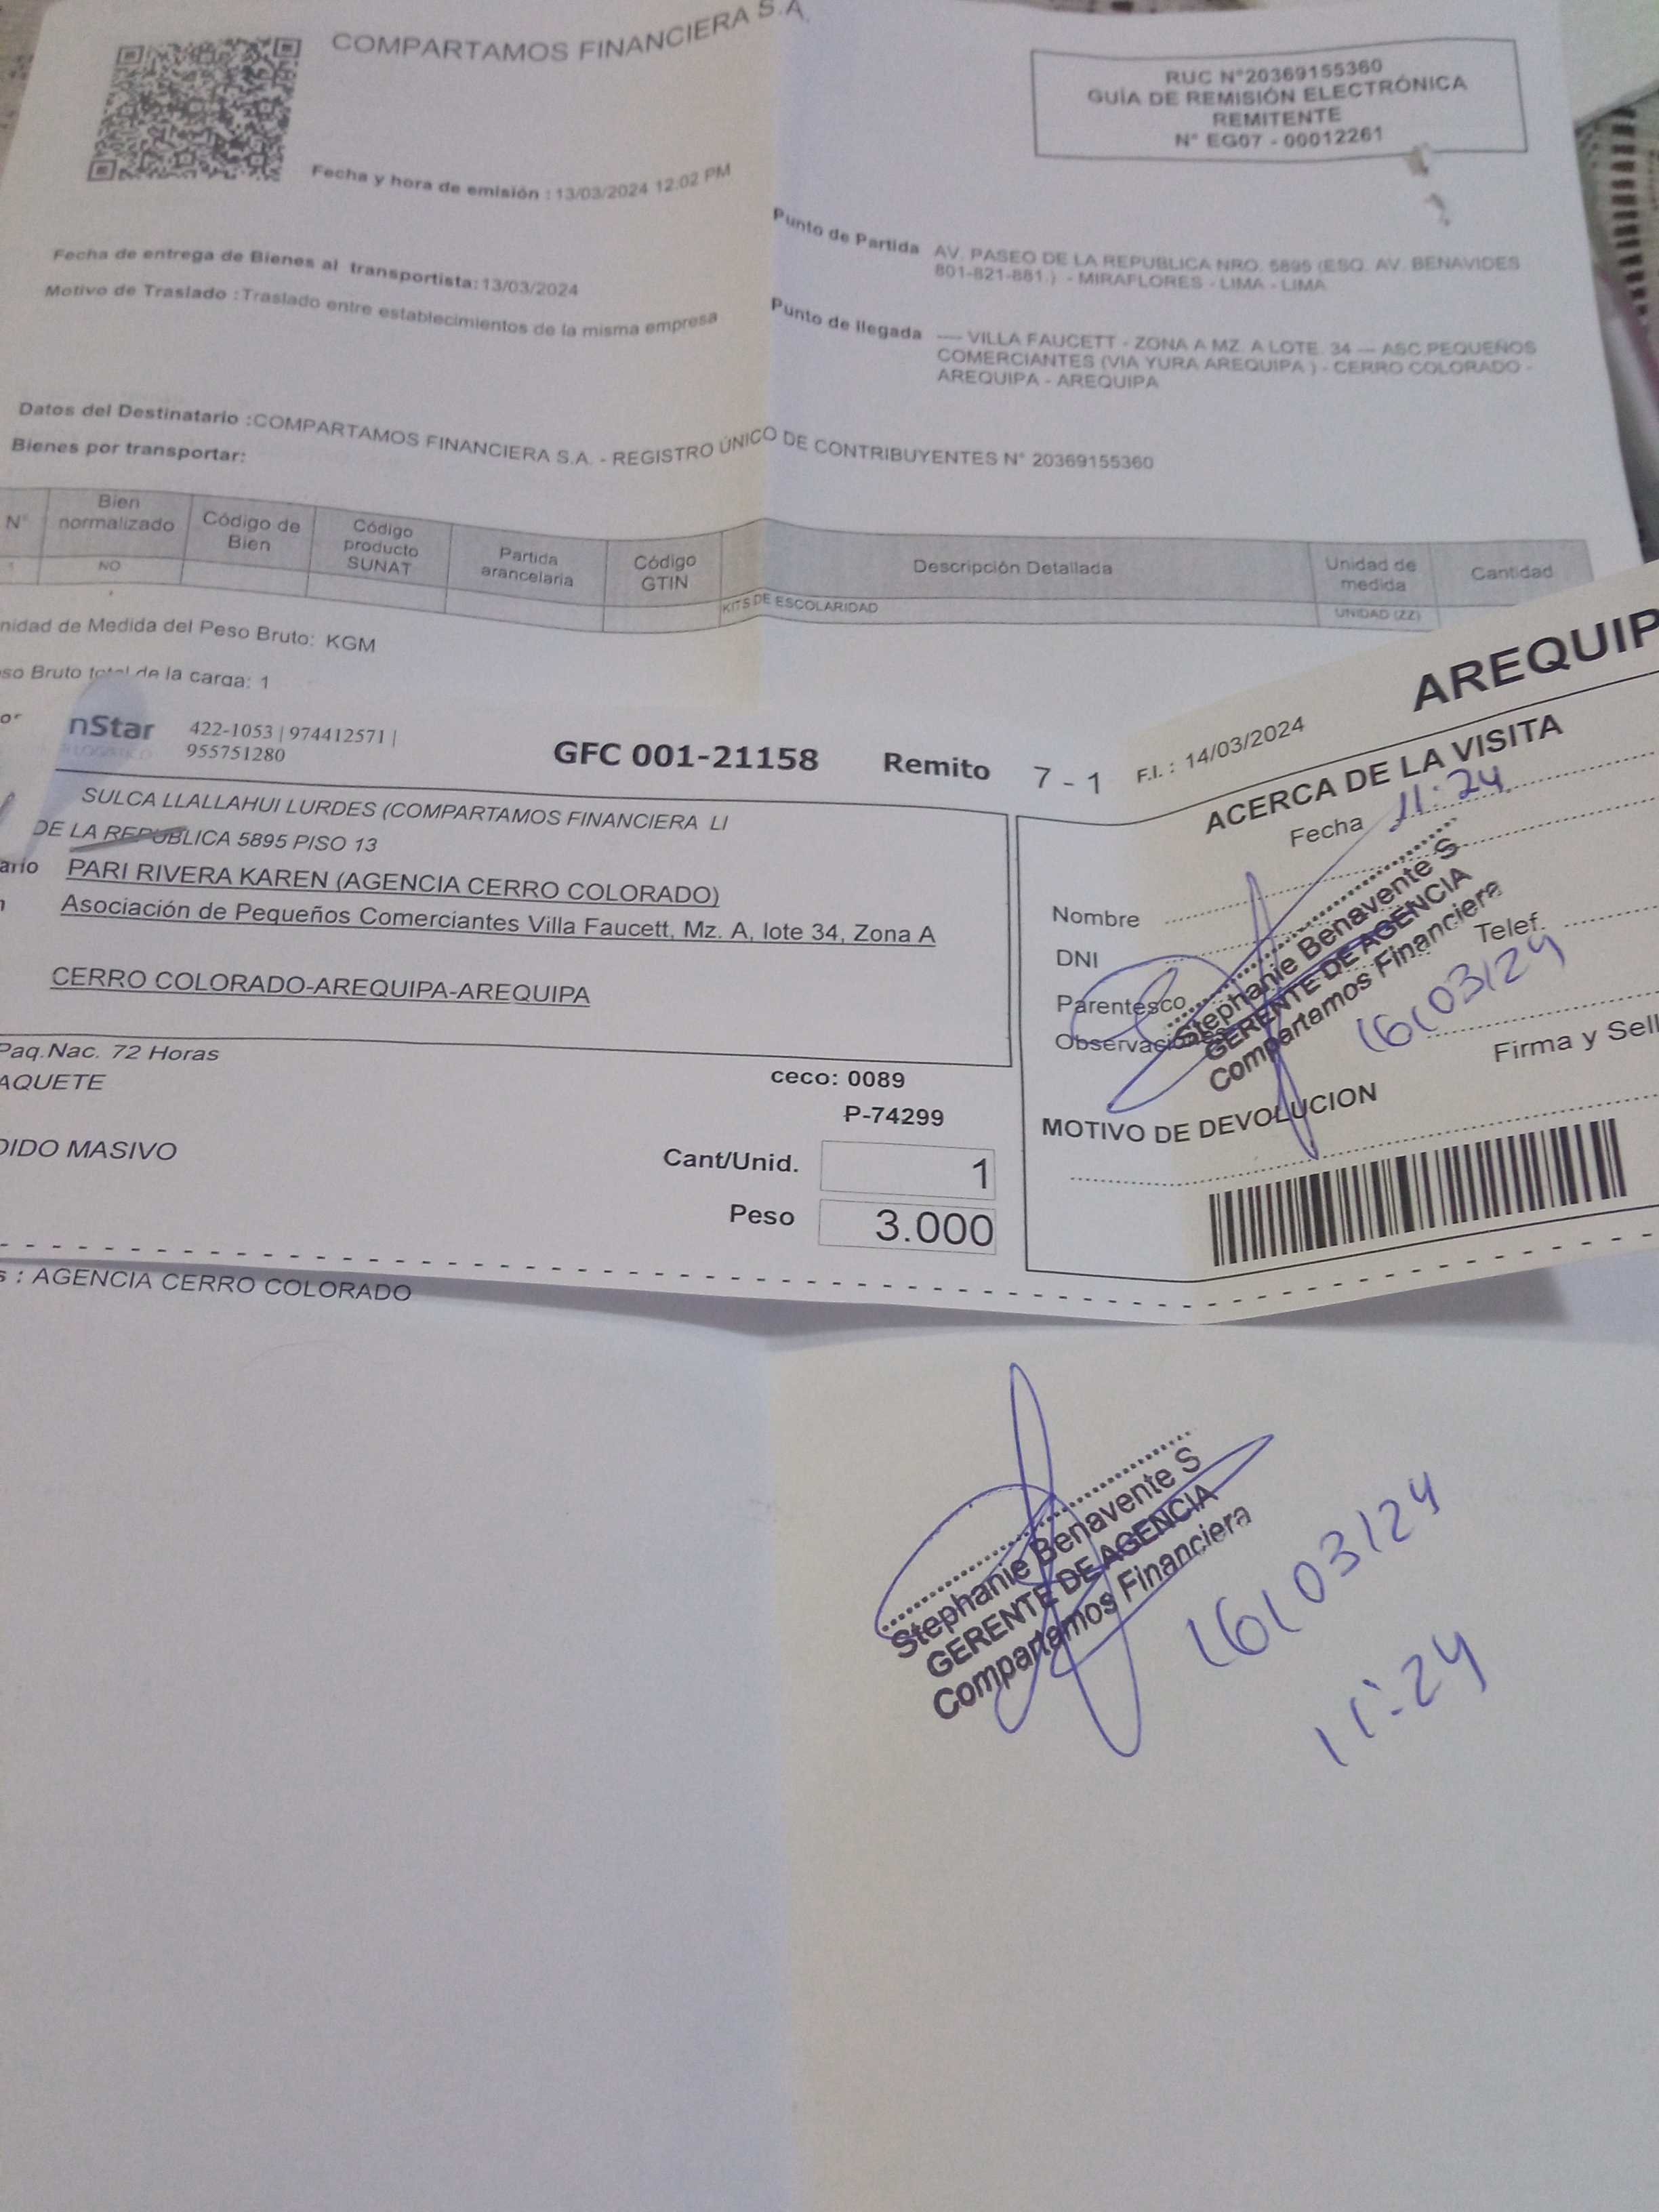 COMPARTAMOS FINANCIERA S.A.
RUC N°20369155360
GUÍA DE REMISIÓN ELECTRÓNICA
REMITENTE
N° EG07 - 00012261
Fecha y hora de emisión : 13/03/2024 12:02 PM
Fecha de entrega de Bienes al transportista: 13/03/2024
Motivo de Traslado : Traslado entre establecimientos de la misma empresa
Punto de Partida AV. PASEO DE LA REPUBLICA NRO. 5895 (ESQ. AV. BENAVIDES
801-821-881.) - MIRAFLORES - LIMA - LIMA
Punto de llegada ---- VILLA FAUCETT - ZONA A MZ. A LOTE. 34 --- ASC.PEQUEÑOS
COMERCIANTES (VIA YURA AREQUIPA ) - CERRO COLORADO -
AREQUIPA - AREQUIPA
Datos del Destinatario :COMPARTAMOS FINANCIERA S.A. - REGISTRO ÚNICO DE CONTRIBUYENTES N° 20369155360
Bienes por transportar:
N° Bien normalizado Código de Bien Código producto SUNAT Partida arancelaria Código GTIN Descripción Detallada Unidad de medida Cantidad
1 NO KITS DE ESCOLARIDAD UNIDAD (ZZ)
nidad de Medida del Peso Bruto: KGM
so Bruto total de la carga: 1
nStar
422-1053 | 974412571 |
955751280
GFC 001-21158 Remito 7 - 1 F.I. : 14/03/2024
AREQUIP
SULCA LLALLAHUI LURDES (COMPARTAMOS FINANCIERA LI
DE LA REPUBLICA 5895 PISO 13
ario PARI RIVERA KAREN (AGENCIA CERRO COLORADO)
n Asociación de Pequeños Comerciantes Villa Faucett, Mz. A, lote 34, Zona A
CERRO COLORADO-AREQUIPA-AREQUIPA
Paq.Nac. 72 Horas
AQUETE
DIDO MASIVO
ceco: 0089
P-74299
Cant/Unid. 1
Peso 3.000
s : AGENCIA CERRO COLORADO
ACERCA DE LA VISITA
Fecha 11:24
Nombre
DNI
Telef.
Parentesco
Observaciones
Stephanie Benavente S
GERENTE DE AGENCIA
Compartamos Financiera
16/03/24
Firma y Sell
MOTIVO DE DEVOLUCION
Stephanie Benavente S
GERENTE DE AGENCIA
Compartamos Financiera
16/03/24
11:24